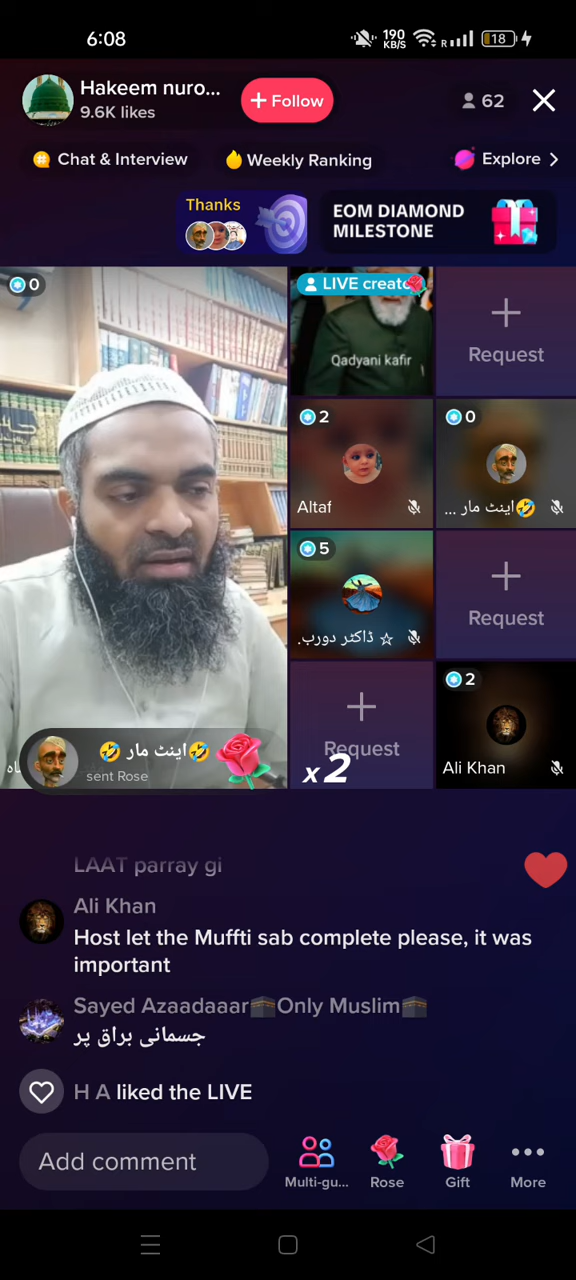 6:08
190
KB/S
R
18
Hakeem nuro...
9.6K likes
+ Follow
62
Chat & Interview
Weekly Ranking
Explore
Thanks
EOM DIAMOND
MILESTONE
0
LIVE creato
Qadyani kafir
Request
2
Altaf
0
🤣اینٹ مار ...
5
☆ ڈاکٹر دورب.
Request
Request
2
Ali Khan
🤣اینٹ مار 🤣
sent Rose
x2
LAAT parray gi
Ali Khan
Host let the Muffti sab complete please, it was
important
Sayed Azaadaaar🕋Only Muslim🕋
جسمانی براق پر
H A liked the LIVE
Add comment
Multi-gu...
Rose
Gift
More